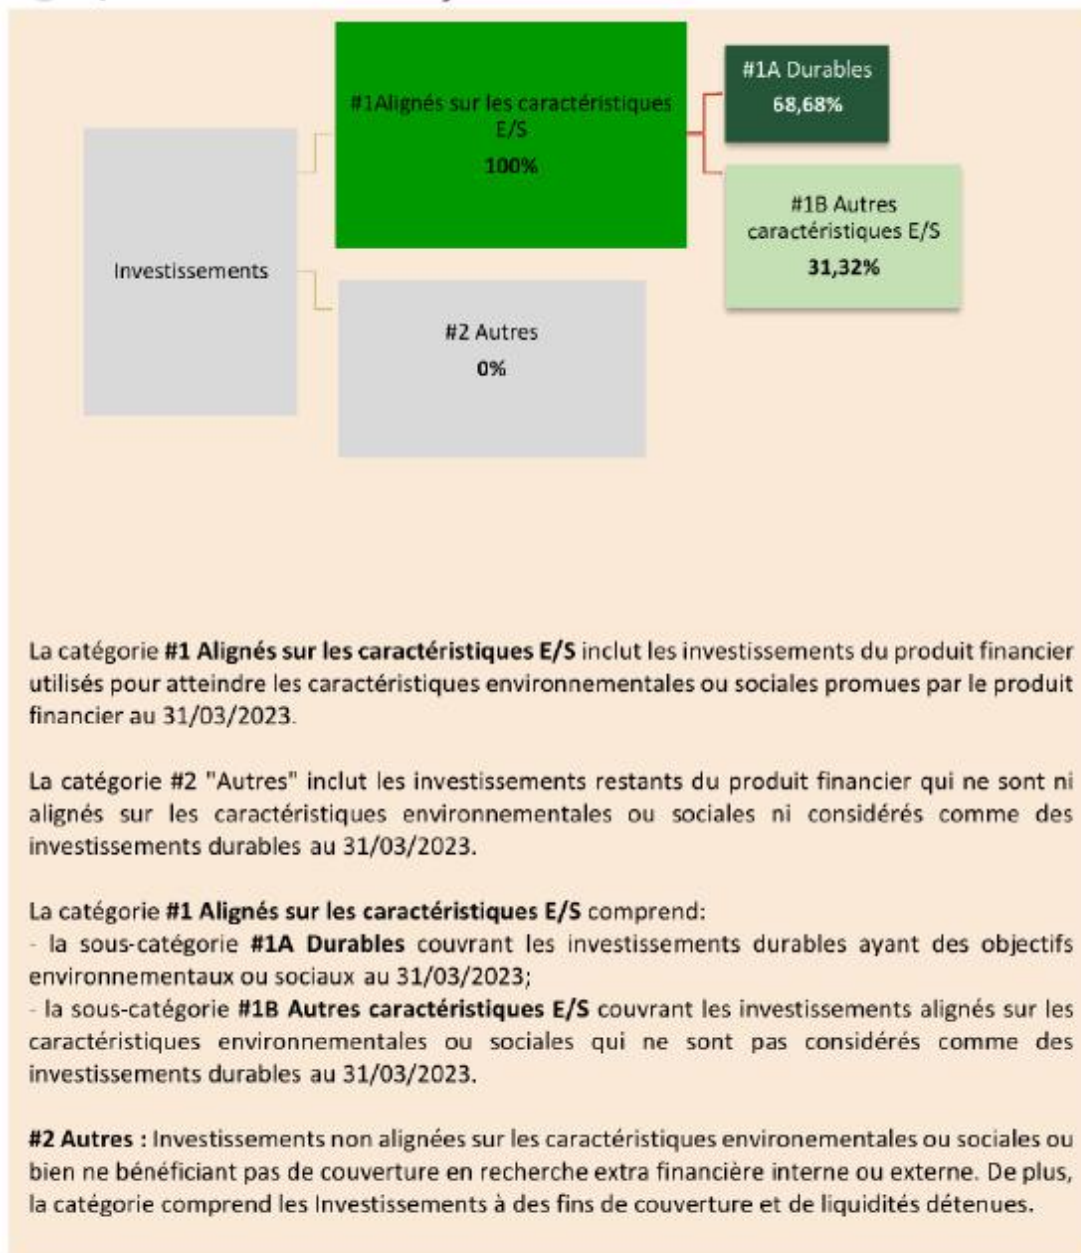 #1Alignés sur les caractéristiques
E/S
100%
#1A Durables
68,68%
#1B Autres
caractéristiques E/S
31,32%
Investissements
#2 Autres
0%
La catégorie #1 Alignés sur les caractéristiques E/S inclut les investissements du produit financier
utilisés pour atteindre les caractéristiques environnementales ou sociales promues par le produit
financier au 31/03/2023.
La catégorie #2 "Autres" inclut les investissements restants du produit financier qui ne sont ni
alignés sur les caractéristiques environnementales ou sociales ni considérés comme des
investissements durables au 31/03/2023.
La catégorie #1 Alignés sur les caractéristiques E/S comprend:
- la sous-catégorie #1A Durables couvrant les investissements durables ayant des objectifs
environnementaux ou sociaux au 31/03/2023;
- la sous-catégorie #1B Autres caractéristiques E/S couvrant les investissements alignés sur les
caractéristiques environnementales ou sociales qui ne sont pas considérés comme des
investissements durables au 31/03/2023.
#2 Autres : Investissements non alignées sur les caractéristiques environementales ou sociales ou
bien ne bénéficiant pas de couverture en recherche extra financière interne ou externe. De plus,
la catégorie comprend les Investissements à des fins de couverture et de liquidités détenues.